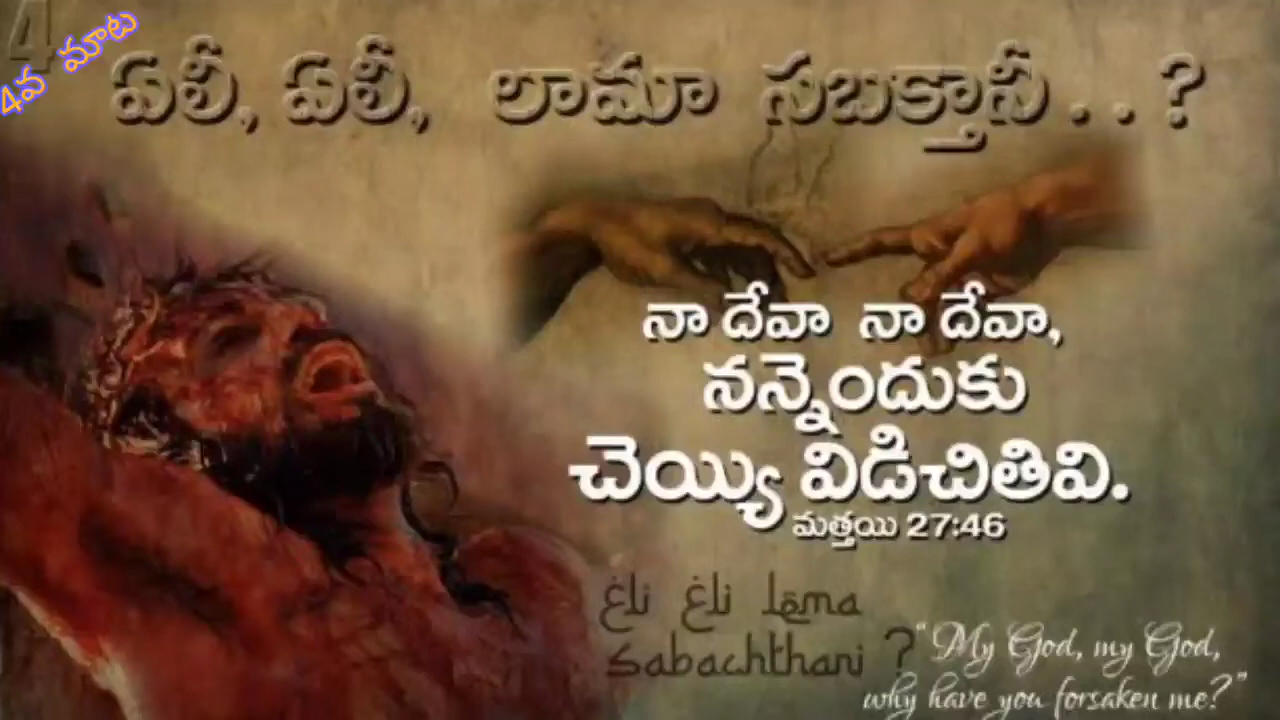 4
4వ మాట
ఏలీ, ఏలీ, లామా సబక్తానీ . . ?
నా దేవా నా దేవా,
నన్నెందుకు
చెయ్యి విడిచితివి.
మత్తయి 27:46
Eli Eli Lēma
Sabachthani ?
"My God, my God,
why have you forsaken me?"